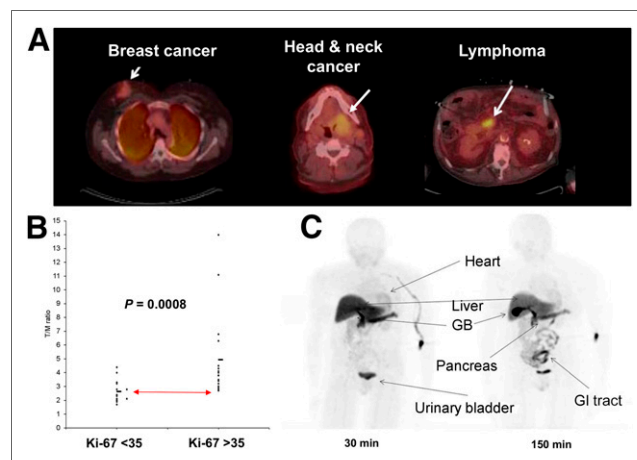 A
Breast cancer
Head & neck
cancer
Lymphoma
B
T/M ratio
15
14
13
12
11
10
9
8
7
6
5
4
3
2
1
0
P = 0.0008
Ki-67 <35
Ki-67 >35
C
Heart
Liver
GB
Pancreas
Urinary bladder
GI tract
30 min
150 min